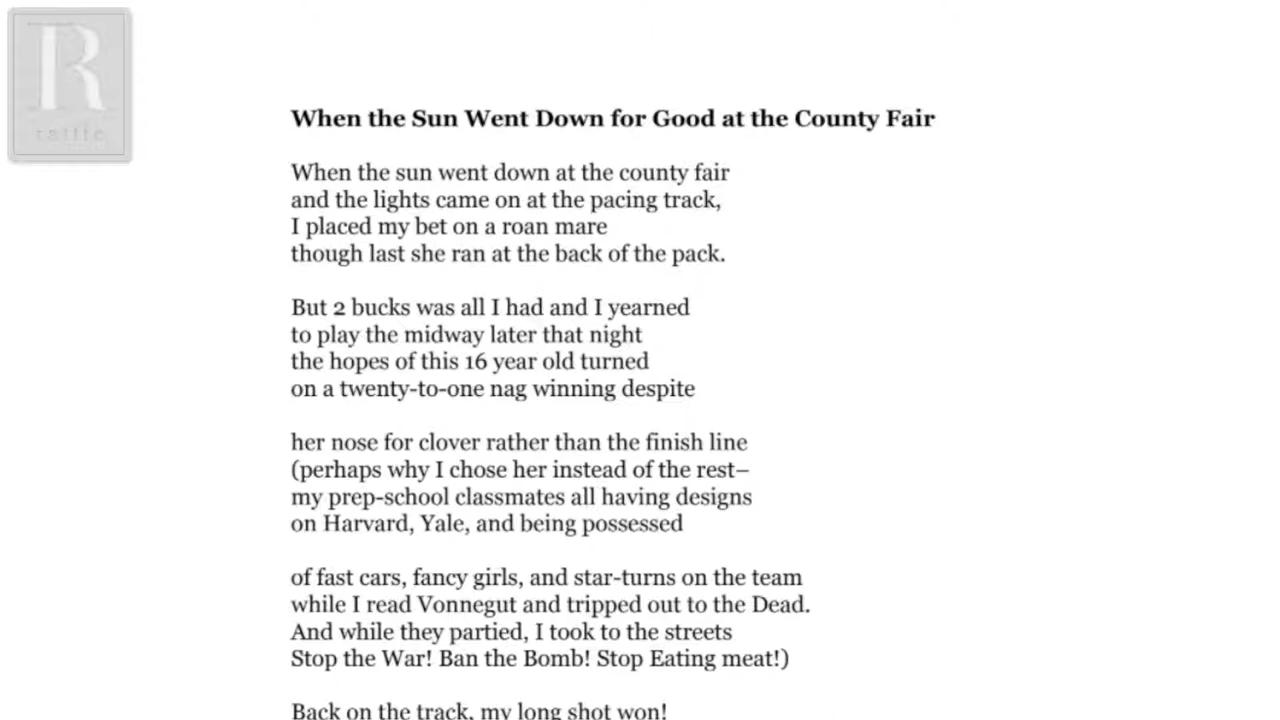 R
rattle
When the Sun Went Down for Good at the County Fair
When the sun went down at the county fair
and the lights came on at the pacing track,
I placed my bet on a roan mare
though last she ran at the back of the pack.
But 2 bucks was all I had and I yearned
to play the midway later that night
the hopes of this 16 year old turned
on a twenty-to-one nag winning despite
her nose for clover rather than the finish line
(perhaps why I chose her instead of the rest–
my prep-school classmates all having designs
on Harvard, Yale, and being possessed
of fast cars, fancy girls, and star-turns on the team
while I read Vonnegut and tripped out to the Dead.
And while they partied, I took to the streets
Stop the War! Ban the Bomb! Stop Eating meat!)
Back on the track, my long shot won!